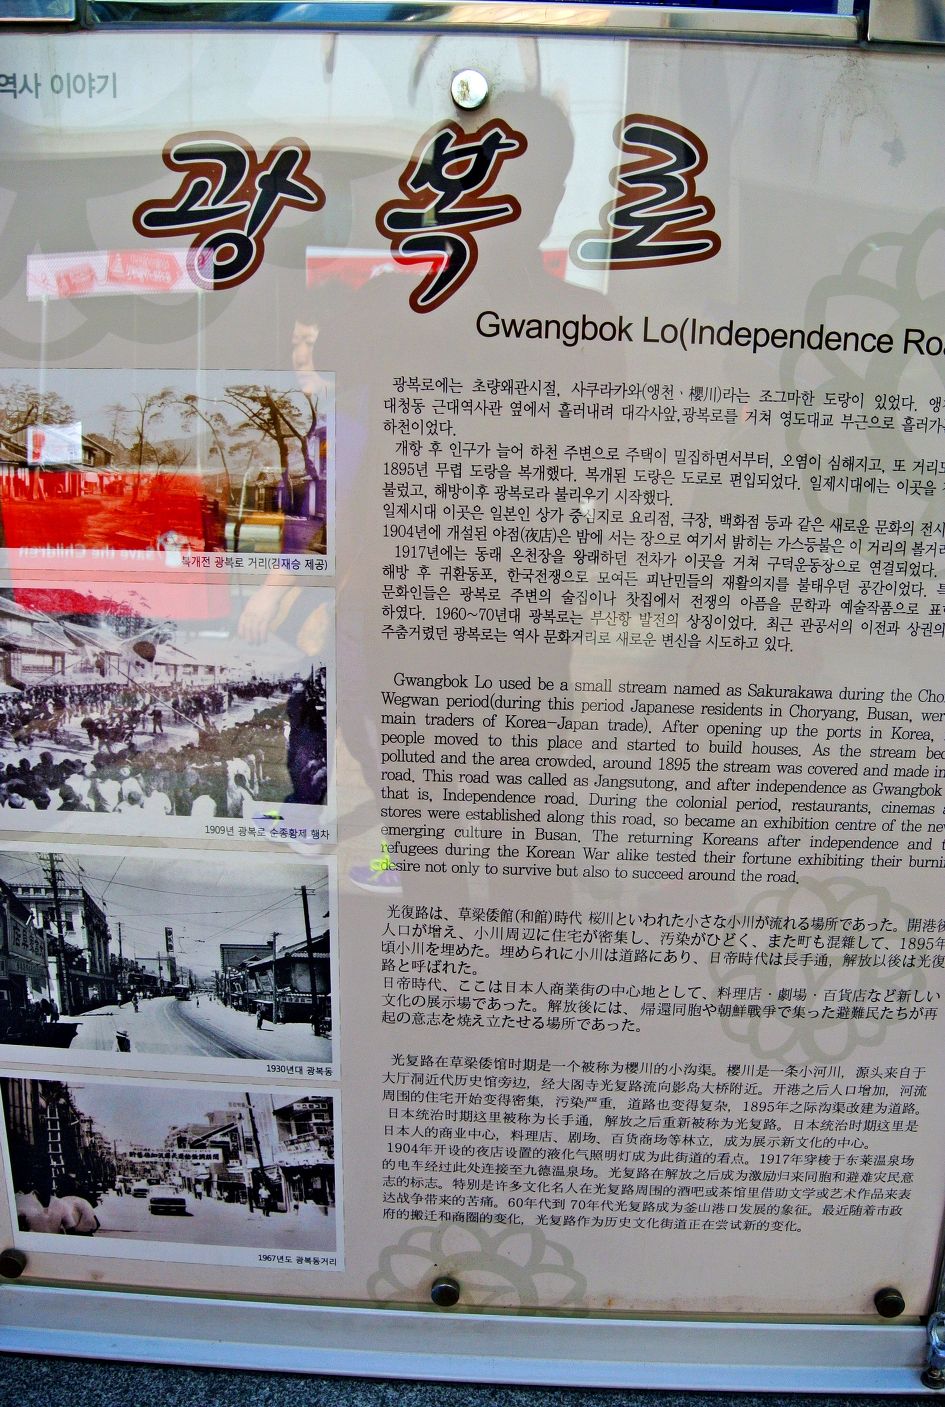 역사 이야기
광복로
Gwangbok Lo(Independence
광복로에는 초량왜관시절, 사쿠라카와(앵천·櫻川)라는 조그마한 도랑이 있었다.
대청동 근대역사관 옆에서 흘러내려 대각사앞,광복로를 거쳐 영도대교 부근으로
하천이었다.
개항 후 인구가 늘어 하천 주변으로 주택이 밀집하면서부터, 오염이 심해지고, 또
1895년 무렵 도랑을 복개했다. 복개된 도랑은 도로로 편입되었다. 일제시대에는 이곳을
불렀고, 해방이후 광복로라 불리우기 시작했다.
일제시대 이곳은 일본인 상가 중심지로 요리점, 극장, 백화점 등과 같은 새로운 문화의
1904년에 개설된 야점(夜店)은 밤에 서는 장으로 여기서 밝히는 가스등불은 이 거리의
1917년에는 동래 온천장을 왕래하던 전차가 이곳을 거쳐 구덕운동장으로 연결되었다.
해방 후 귀환동포, 한국전쟁으로 모여든 피난민들의 재활의지를 불태우던 공간이었다.
문화인들은 광복로 주변의 술집이나 찻집에서 전쟁의 아픔을 문학과 예술작품으로
하였다. 1960~70년대 광복로는 부산항 발전의 상징이었다. 최근 관공서의 이전과 상권의
주춤거렸던 광복로는 역사 문화거리로 새로운 변신을 시도하고 있다.
Gwangbok Lo used be a small stream named as Sakurakawa during the
Wegwan period(during this period Japanese residents in Choryang, Busan,
main traders of Korea-Japan trade). After opening up the ports in Korea,
people moved to this place and started to build houses. As the stream
polluted and the area crowded, around 1895 the stream was covered and made
road. This road was called as Jangsutong, and after independence as Gwangbok
that is, Independence road. During the colonial period, restaurants, cinemas
stores were established along this road, so became an exhibition centre of the
emerging culture in Busan. The returning Koreans after independence and
refugees during the Korean War alike tested their fortune exhibiting their
desire not only to survive but also to succeed around the road.
光復路は、草梁倭館(和館)時代 桜川といわれた小さな小川が流れる場所であった。開港後
人口が増え、小川周辺に住宅が密集し、汚染がひどく、また町も混雑して、1895年
頃小川を埋めた。埋められに小川は道路にあり、日帝時代は長手通，解放以後は光復
路と呼ばれた。
日帝時代、ここは日本人商業街の中心地として、料理店・劇場・百貨店など新しい
文化の展示場であった。解放後には、帰還同胞や朝鮮戦爭で集った避難民たちが再
起の意志を燃え立たせる場所であった。
光复路在草梁倭馆时期是一个被称为樱川的小沟渠。樱川是一条小河川，源头来自于
大厅洞近代历史馆旁边，经大阁寺光复路流向影岛大桥附近。开港之后人口增加，河流
周围的住宅开始变得密集，污染严重，道路也变得复杂，1895年之际沟渠改建为道路。
日本统治时期这里被称为长手通，解放之后重新被称为光复路。日本统治时期这里是
日本人的商业中心，料理店、剧场、百货商场等林立，成为展示新文化的中心。
1904年开设的夜店设置的液化气照明灯成为此街道的看点。1917年穿梭于东莱温泉场
的电车经过此处连接至九德温泉场。光复路在解放之后成为激励归来同胞和避难灾民意
志的标志。特别是许多文化名人在光复路周围的酒吧或茶馆里借助文学或艺术作品来表
达战争带来的苦痛。60年代到 70年代光复路成为釜山港口发展的象征。最近随着市政
府的搬迁和商圈的变化，光复路作为历史文化街道正在尝试新的变化。
복개전 광복로 거리(김재승 제공)
1909년 광복로 순종황제 행차
1930년대 광복동
1967년도 광복동거리